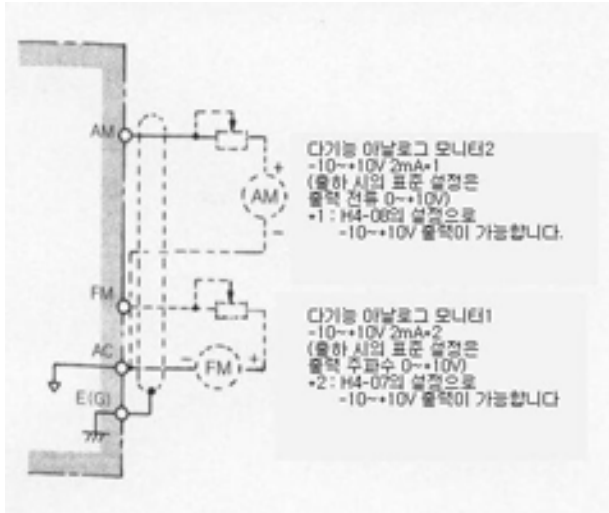 AM
다기능 아날로그 모니터2
-10~+10V 2mA*1
(출하 시의 표준 설정은
출력 전류 0~+10V)
*1 : H4-08의 설정으로
-10~+10V 출력이 가능합니다.
+
AM
−
FM
다기능 아날로그 모니터1
-10~+10V 2mA*2
(출하 시의 표준 설정은
출력 주파수 0~+10V)
*2 : H4-07의 설정으로
-10~+10V 출력이 가능합니다
AC
− FM +
E(G)